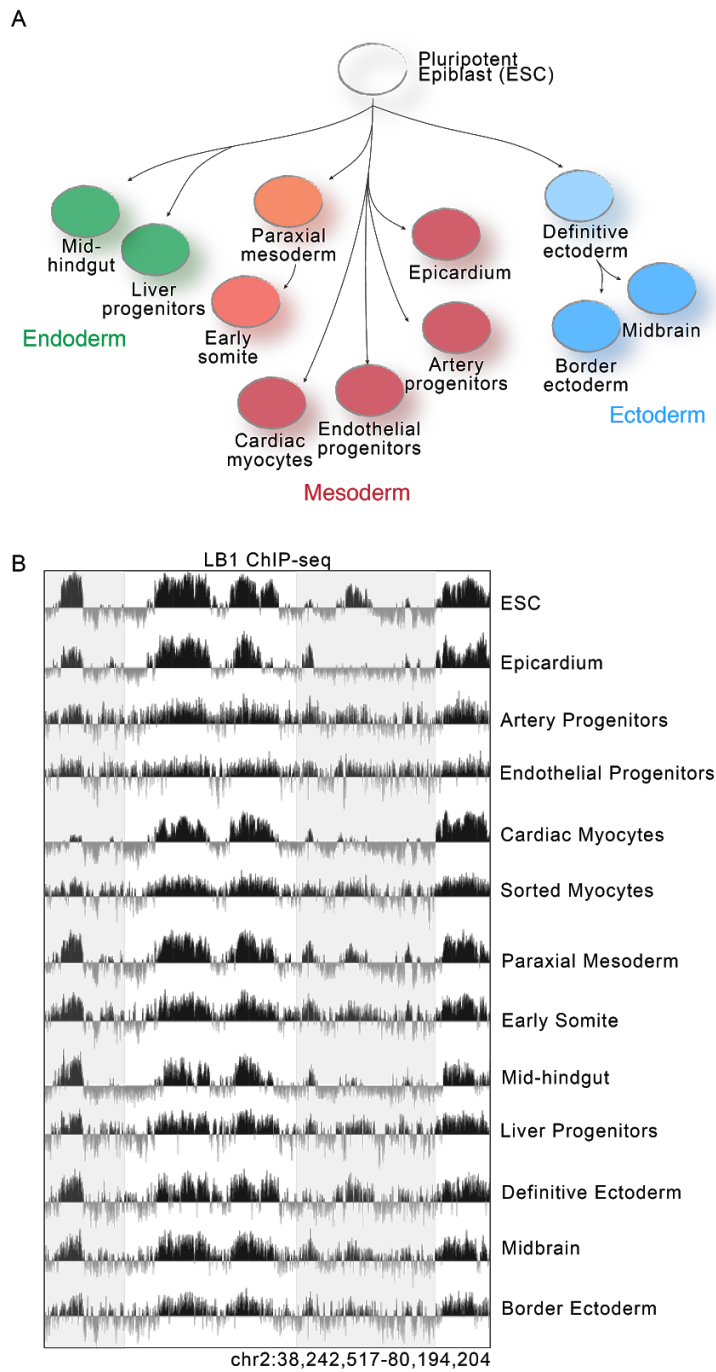 A
Pluripotent
Epiblast (ESC)
Mid-
hindgut
Liver
progenitors
Endoderm
Paraxial
mesoderm
Early
somite
Cardiac
myocytes
Endothelial
progenitors
Artery
progenitors
Epicardium
Mesoderm
Definitive
ectoderm
Midbrain
Border
ectoderm
Ectoderm
B
LB1 ChIP-seq
ESC
Epicardium
Artery Progenitors
Endothelial Progenitors
Cardiac Myocytes
Sorted Myocytes
Paraxial Mesoderm
Early Somite
Mid-hindgut
Liver Progenitors
Definitive Ectoderm
Midbrain
Border Ectoderm
chr2:38,242,517-80,194,204